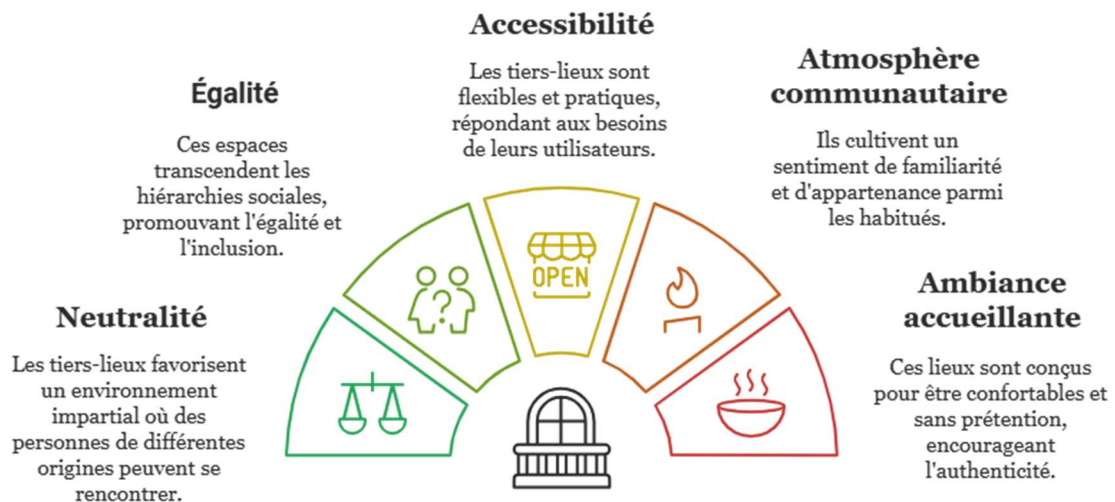 Neutralité
Les tiers-lieux favorisent
un environnement
impartial où des
personnes de différentes
origines peuvent se
rencontrer.
Égalité
Ces espaces
transcendent les
hiérarchies sociales,
promouvant l'égalité et
l'inclusion.
Accessibilité
Les tiers-lieux sont
flexibles et pratiques,
répondant aux besoins
de leurs utilisateurs.
Atmosphère
communautaire
Ils cultivent un
sentiment de familiarité
et d'appartenance parmi
les habitués.
Ambiance
accueillante
Ces lieux sont conçus
pour être confortables et
sans prétention,
encourageant
l'authenticité.
?
OPEN